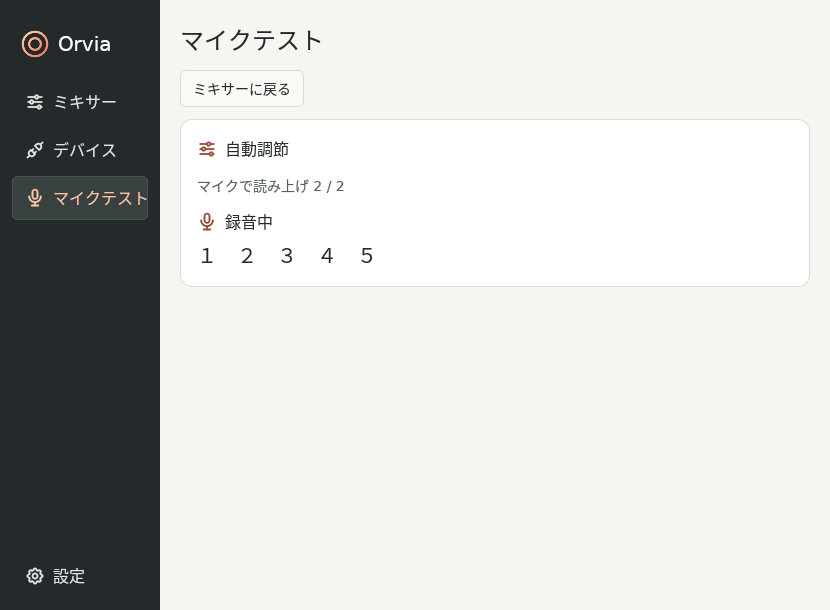 Orvia
ミキサー
デバイス
マイクテスト
設定
マイクテスト
ミキサーに戻る
自動調節
マイクで読み上げ 2 / 2
録音中
１ ２ ３ ４ ５